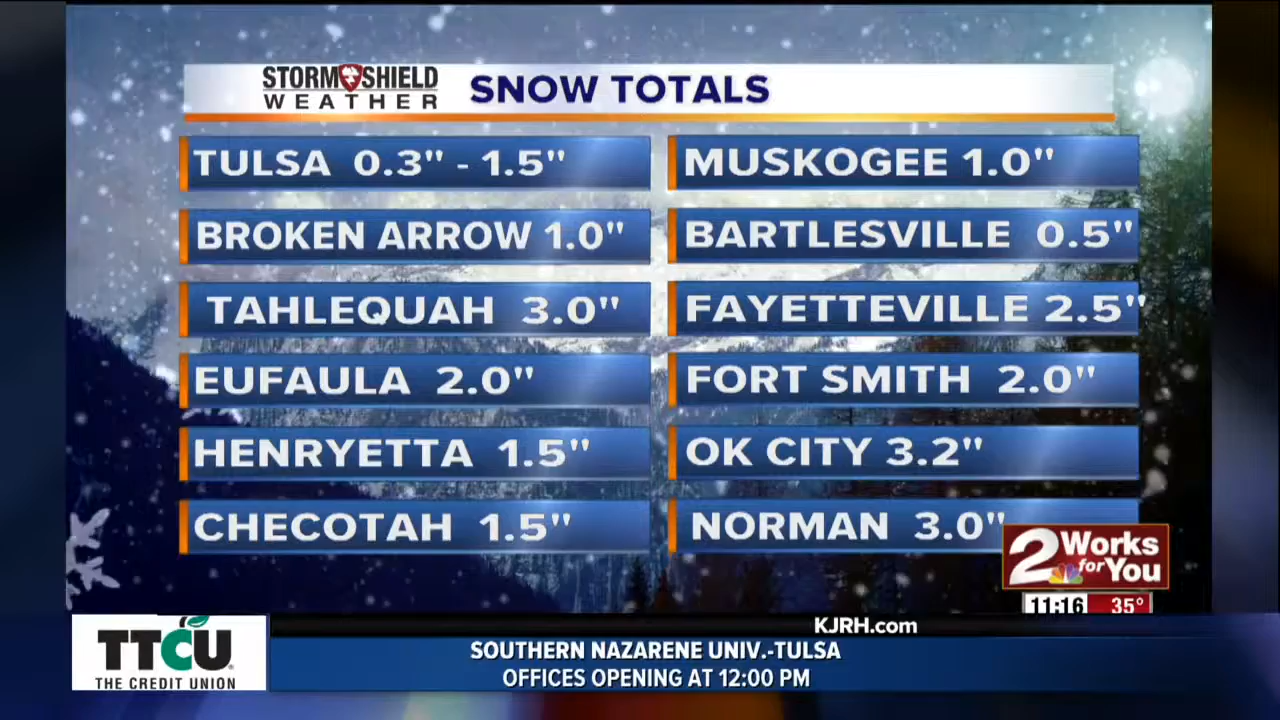 STORM SHIELD
WEATHER
SNOW TOTALS
TULSA 0.3" - 1.5"
MUSKOGEE 1.0"
BROKEN ARROW 1.0"
BARTLESVILLE 0.5"
TAHLEQUAH 3.0"
FAYETTEVILLE 2.5"
EUFAULA 2.0"
FORT SMITH 2.0"
HENRYETTA 1.5"
OK CITY 3.2"
CHECOTAH 1.5"
NORMAN 3.0"
2 Works for You
11:16 35°
KJRH.com
TTCU
THE CREDIT UNION
SOUTHERN NAZARENE UNIV.-TULSA
OFFICES OPENING AT 12:00 PM